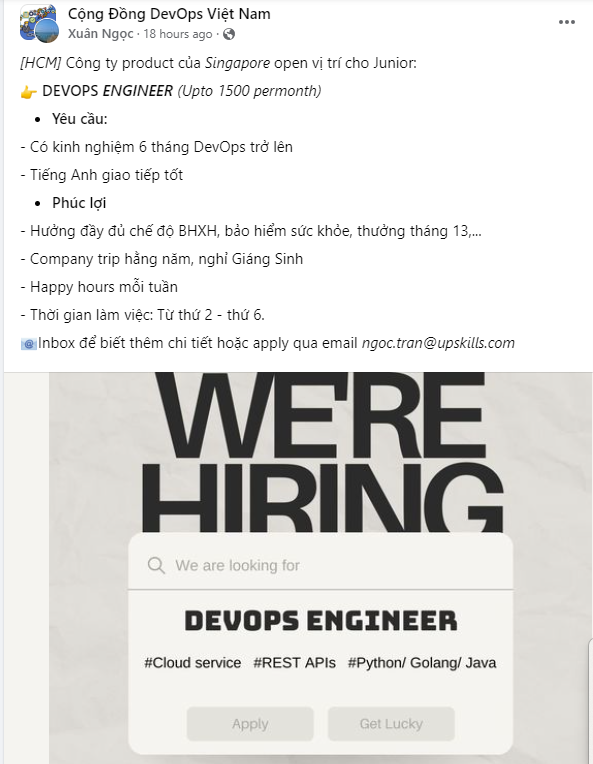 Cộng Đồng DevOps Việt Nam
Xuân Ngọc · 18 hours ago ·
[HCM] Công ty product của Singapore open vị trí cho Junior:
👉 DEVOPS ENGINEER (Upto 1500 permonth)
• Yêu cầu:
- Có kinh nghiệm 6 tháng DevOps trở lên
- Tiếng Anh giao tiếp tốt
• Phúc lợi
- Hưởng đầy đủ chế độ BHXH, bảo hiểm sức khỏe, thưởng tháng 13,...
- Company trip hằng năm, nghỉ Giáng Sinh
- Happy hours mỗi tuần
- Thời gian làm việc: Từ thứ 2 - thứ 6.
📧Inbox để biết thêm chi tiết hoặc apply qua email ngoc.tran@upskills.com
WE'RE
HIRING
We are looking for
DEVOPS ENGINEER
#Cloud service #REST APIs #Python/ Golang/ Java
Apply Get Lucky